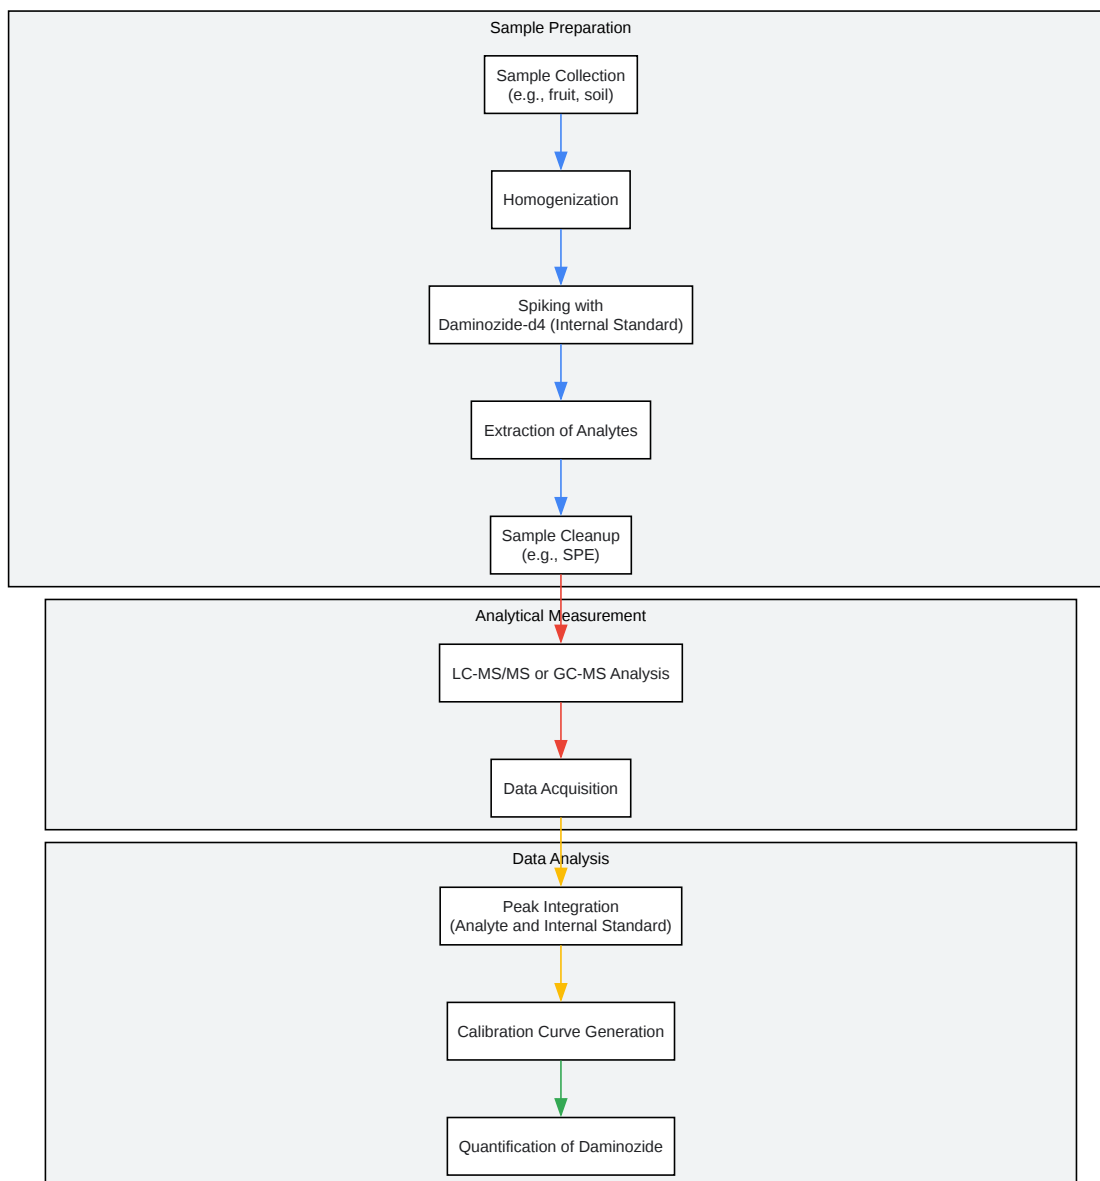 Sample Preparation
Sample Collection
(e.g., fruit, soil)
Homogenization
Spiking with
Daminozide-d4 (Internal Standard)
Extraction of Analytes
Sample Cleanup
(e.g., SPE)
Analytical Measurement
LC-MS/MS or GC-MS Analysis
Data Acquisition
Data Analysis
Peak Integration
(Analyte and Internal Standard)
Calibration Curve Generation
Quantification of Daminozide